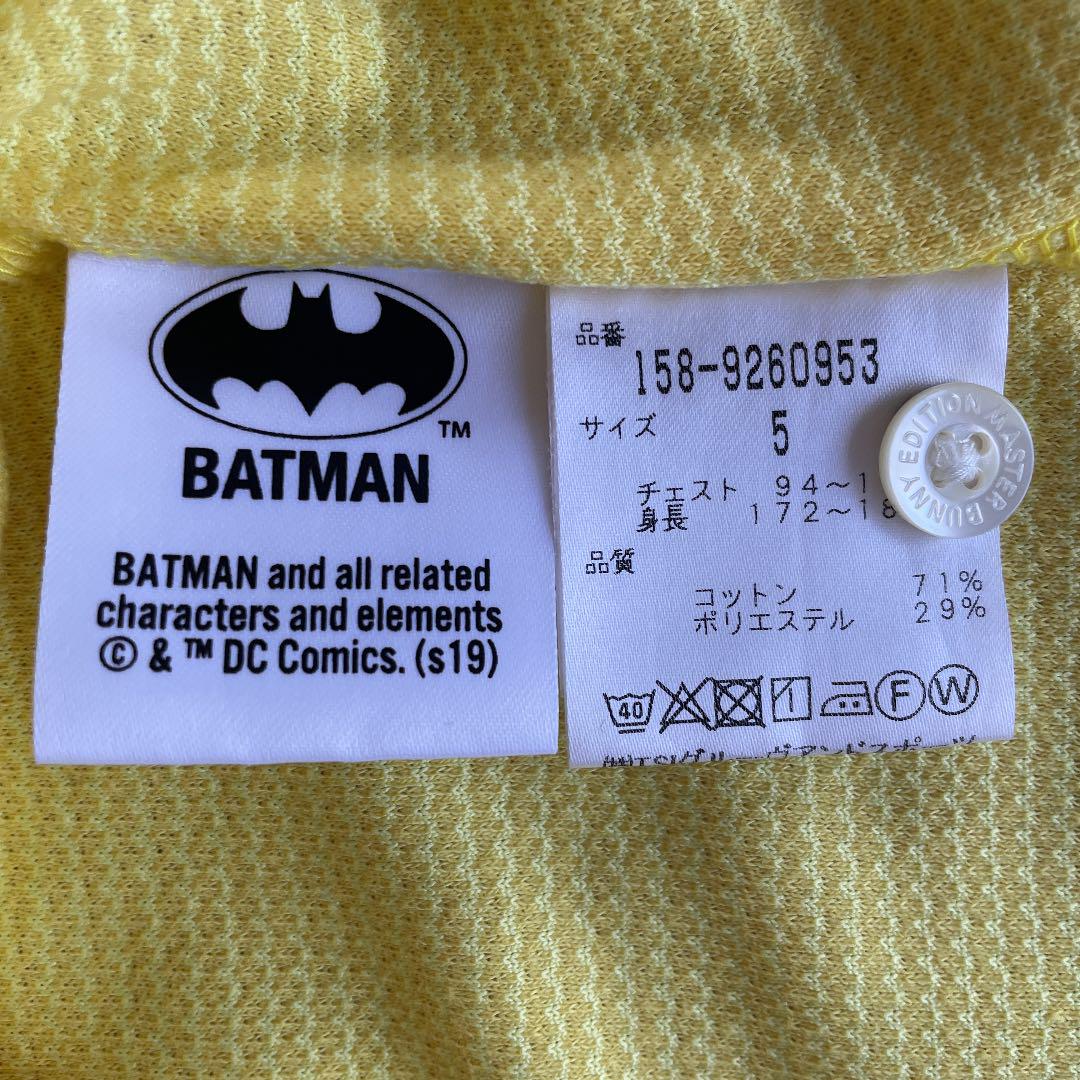 ™
BATMAN
BATMAN and all related
characters and elements
© & ™ DC Comics. (s19)
品番
158-9260953
サイズ 5
チェスト 94〜1
身長 172〜18
品質
コットン 71%
ポリエステル 29%
40 1 F W
MASTER BUNNY EDITION